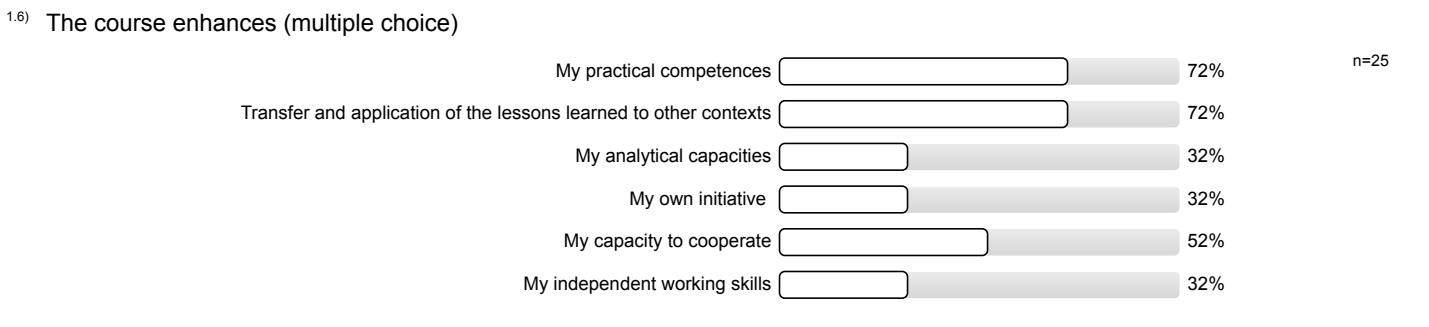 1.6) The course enhances (multiple choice)
n=25
My practical competences 72%
Transfer and application of the lessons learned to other contexts 72%
My analytical capacities 32%
My own initiative 32%
My capacity to cooperate 52%
My independent working skills 32%